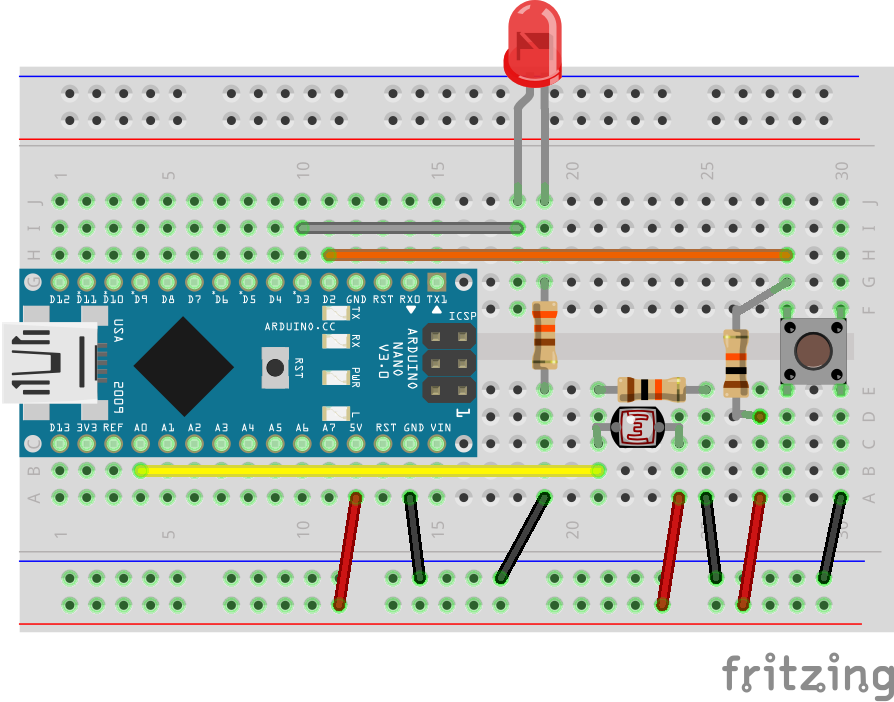 1 5 10 15 20 25 30
J J
I I
H H
G G
F F
D12 D11 D10 D9 D8 D7 D6 D5 D4 D3 D2 GND RST RX0 TX1
TX
RX
PWR
L
ICSP
1
USA
2009
ARDUINO.CC
RST
ARDUINO
NANO
V3.0
D13 3V3 REF A0 A1 A2 A3 A4 A5 A6 A7 5V RST GND VIN
E
D
C C
B B
A A
1 5 10 15 20 25 30
fritzing